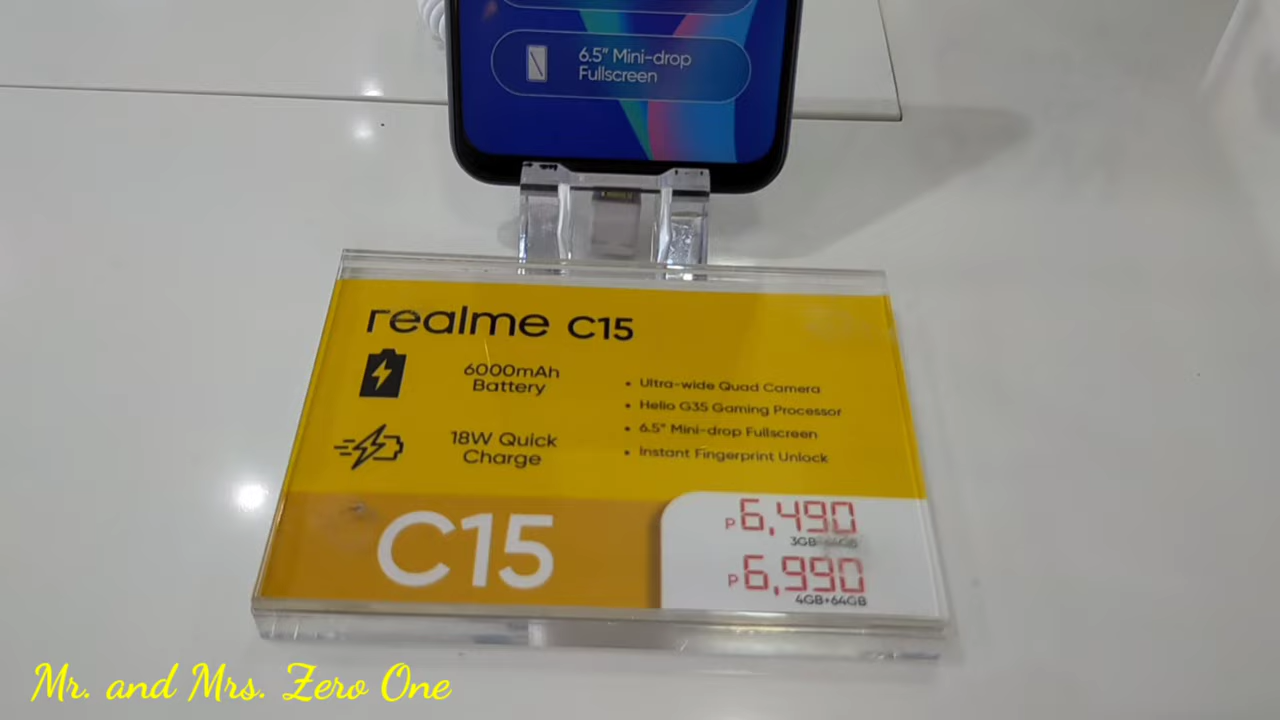 6.5" Mini-drop
Fullscreen
realme C15
6000mAh
Battery
18W Quick
Charge
• Ultra-wide Quad Camera
• Helio G35 Gaming Processor
• 6.5" Mini-drop Fullscreen
• Instant Fingerprint Unlock
C15
₱6,490
3GB+64GB
₱6,990
4GB+64GB
Mr. and Mrs. Zero One